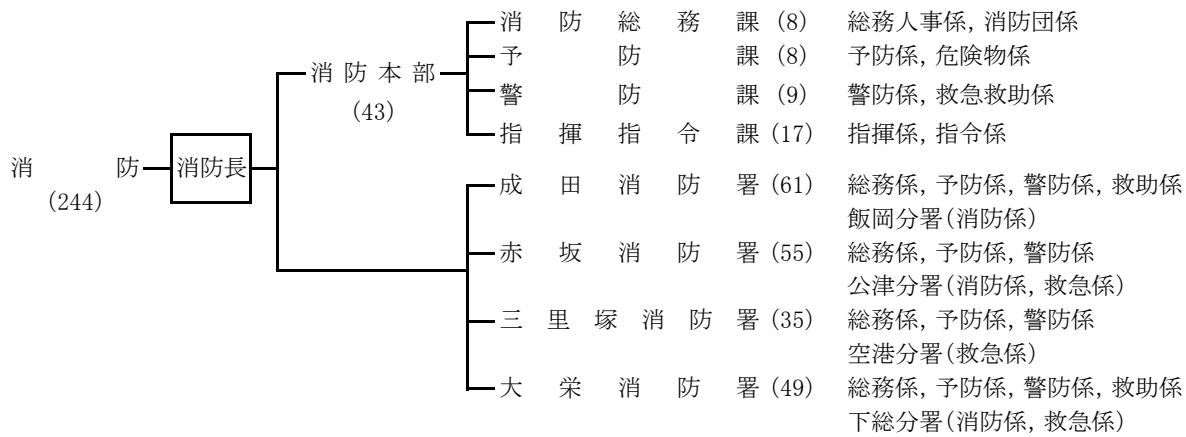 消防総務課 (8) 総務人事係, 消防団係
予防課 (8) 予防係, 危険物係
消防本部
(43)
警防課 (9) 警防係, 救急救助係
指揮指令課 (17) 指揮係, 指令係
消防
(244)
消防長
成田消防署 (61) 総務係, 予防係, 警防係, 救助係
飯岡分署(消防係)
赤坂消防署 (55) 総務係, 予防係, 警防係
公津分署(消防係, 救急係)
三里塚消防署 (35) 総務係, 予防係, 警防係
空港分署(救急係)
大栄消防署 (49) 総務係, 予防係, 警防係, 救助係
下総分署(消防係, 救急係)